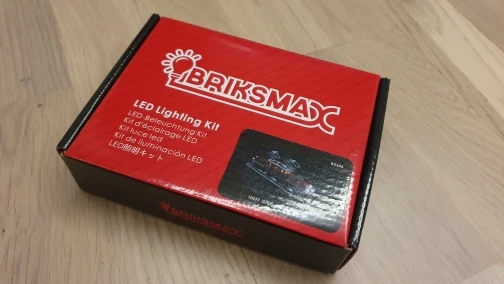 BRIKSMAX
LED Lighting Kit
LED-Beleuchtung Kit
Kit d'éclairage LED
Kit luce led
Kit de iluminación LED
LED照明キット
BRIKSMAX